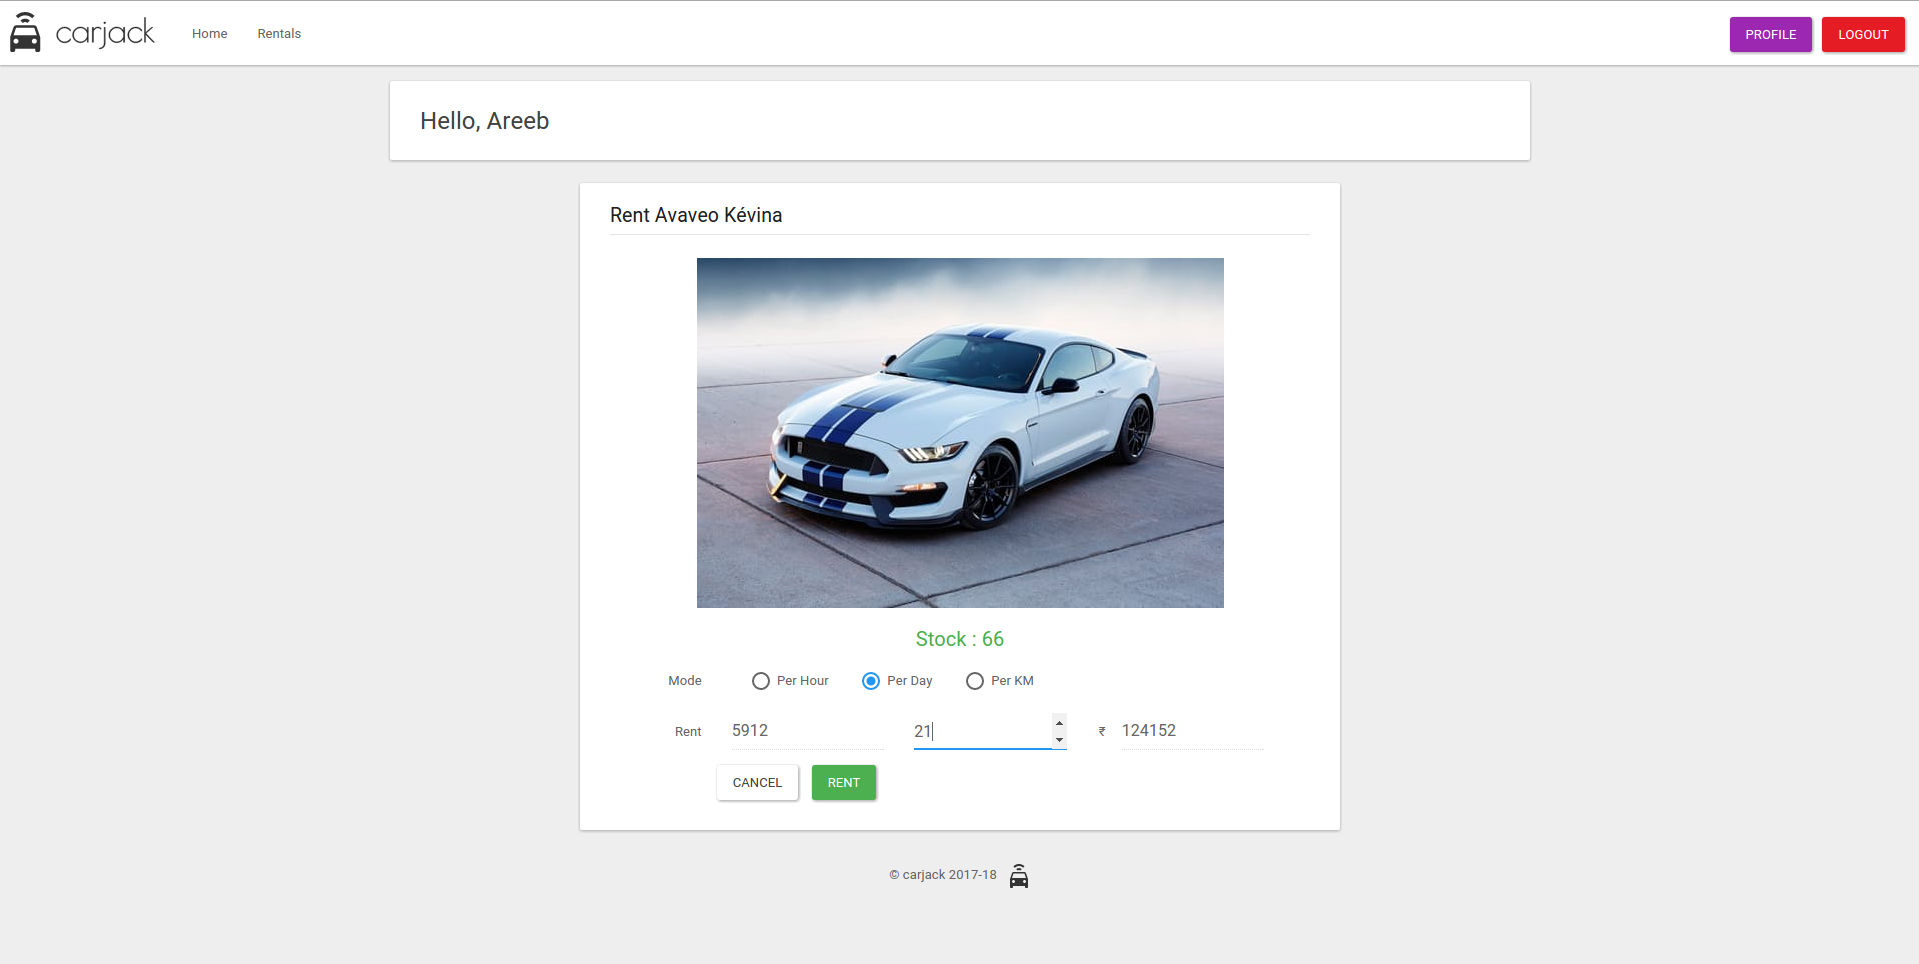 carjack Home Rentals PROFILE LOGOUT
Hello, Areeb
Rent Avaveo Kévina
Stock : 66
Mode Per Hour Per Day Per KM
Rent 5912 21 ₹ 124152
CANCEL RENT
© carjack 2017-18